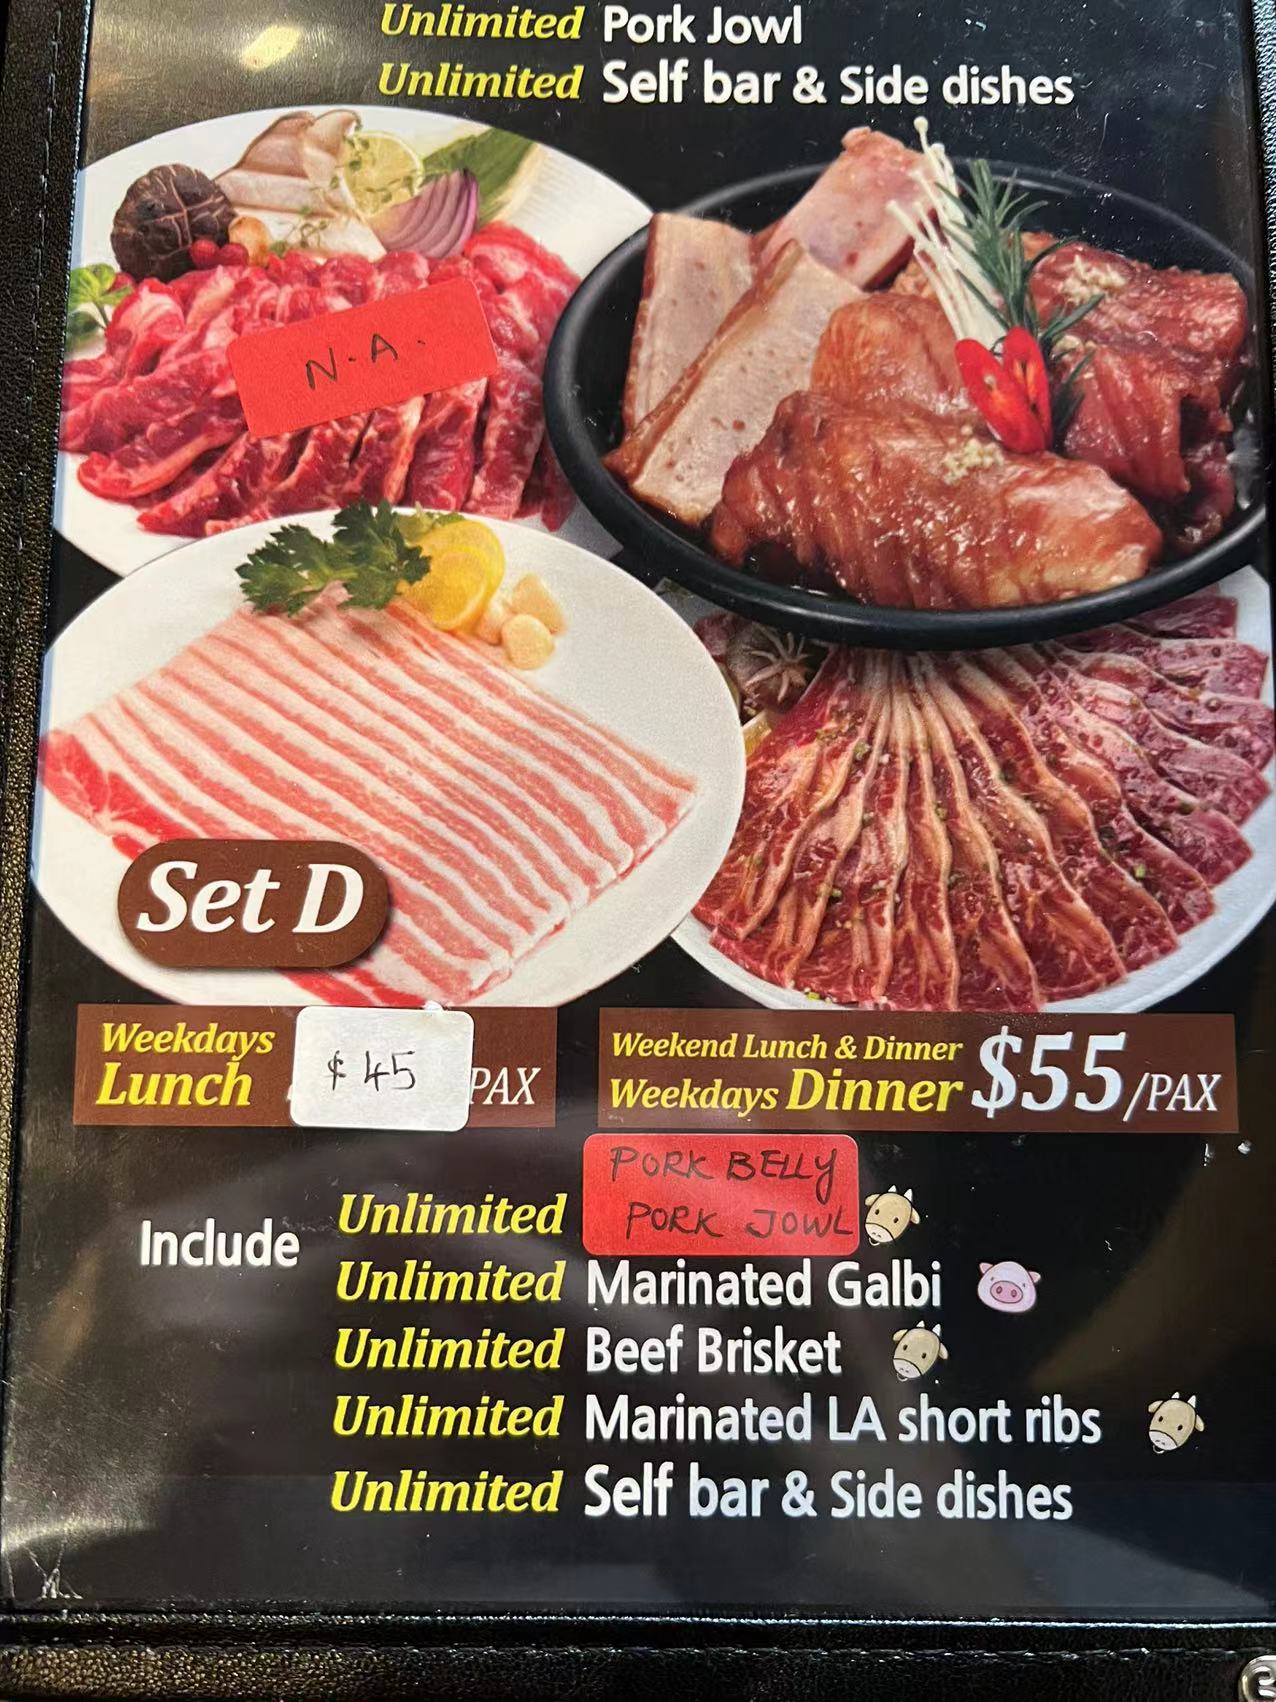 Unlimited Pork Jowl
Unlimited Self bar & Side dishes
N.A.
Set D
Weekdays
Lunch $45 PAX
Weekend Lunch & Dinner
Weekdays Dinner $55/PAX
Include
Unlimited PORK BELLY
PORK JOWL
Unlimited Marinated Galbi
Unlimited Beef Brisket
Unlimited Marinated LA short ribs
Unlimited Self bar & Side dishes